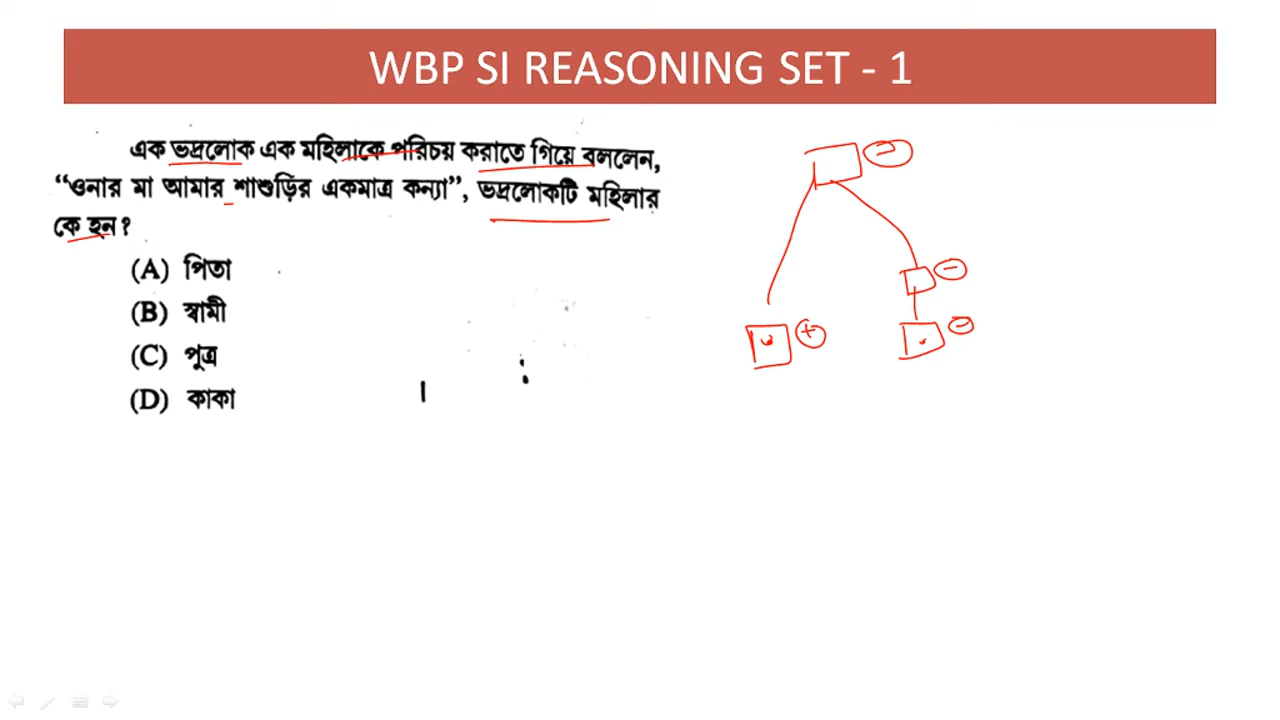 WBP SI REASONING SET - 1
এক ভদ্রলোক এক মহিলাকে পরিচয় করাতে গিয়ে বললেন,
“ওনার মা আমার শাশুড়ির একমাত্র কন্যা”, ভদ্রলোকটি মহিলার
কে হন?
(A) পিতা
(B) স্বামী
(C) পুত্র
(D) কাকা